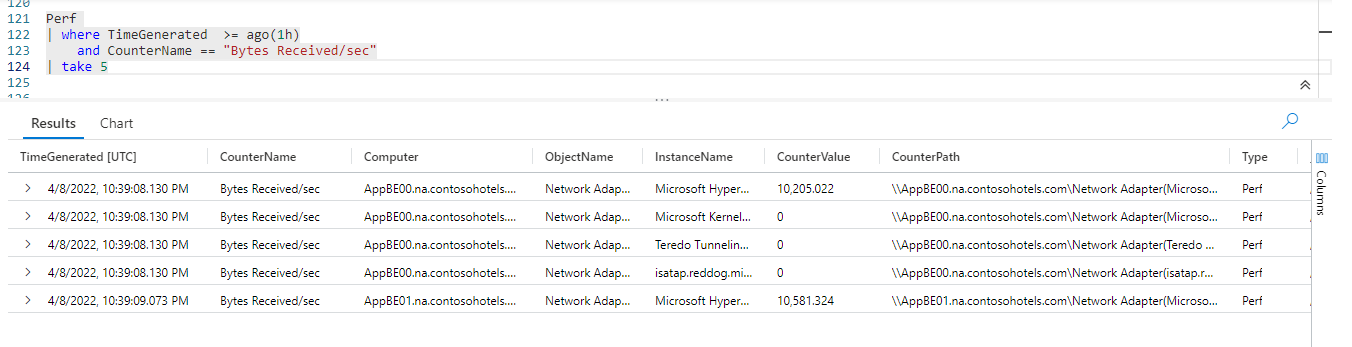 120
121 Perf
122 | where TimeGenerated  >= ago(1h)
123     and CounterName == "Bytes Received/sec"
124 | take 5
125
126
Results Chart
TimeGenerated [UTC] CounterName Computer ObjectName InstanceName CounterValue CounterPath Type
4/8/2022, 10:39:08.130 PM Bytes Received/sec AppBE00.na.contosohotels.... Network Adap... Microsoft Hyper... 10,205.022 \\AppBE00.na.contosohotels.com\Network Adapter(Microso... Perf
4/8/2022, 10:39:08.130 PM Bytes Received/sec AppBE00.na.contosohotels.... Network Adap... Microsoft Kernel... 0 \\AppBE00.na.contosohotels.com\Network Adapter(Microso... Perf
4/8/2022, 10:39:08.130 PM Bytes Received/sec AppBE00.na.contosohotels.... Network Adap... Teredo Tunnelin... 0 \\AppBE00.na.contosohotels.com\Network Adapter(Teredo ... Perf
4/8/2022, 10:39:08.130 PM Bytes Received/sec AppBE00.na.contosohotels.... Network Adap... isatap.reddog.mi... 0 \\AppBE00.na.contosohotels.com\Network Adapter(isatap.r... Perf
4/8/2022, 10:39:09.073 PM Bytes Received/sec AppBE01.na.contosohotels.... Network Adap... Microsoft Hyper... 10,581.324 \\AppBE01.na.contosohotels.com\Network Adapter(Microso... Perf
Columns